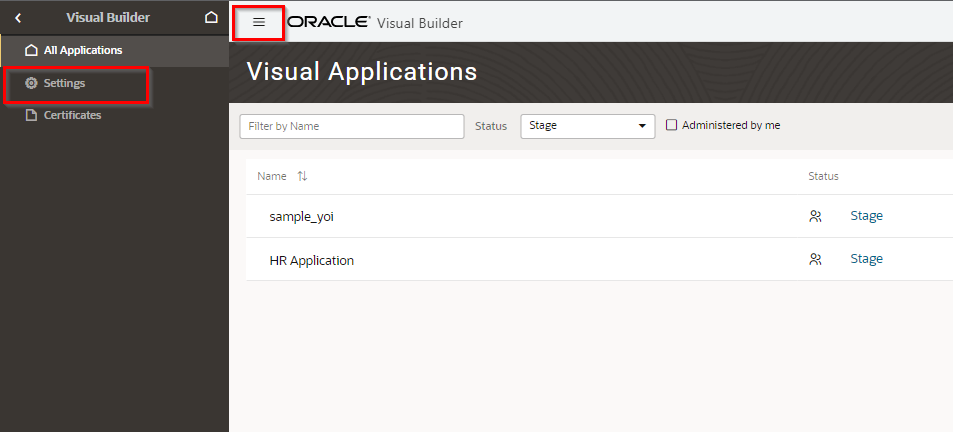 Visual Builder
All Applications
Settings
Certificates
ORACLE® Visual Builder
Visual Applications
Filter by Name
Status
Stage
Administered by me
Name
Status
sample_yoi
Stage
HR Application
Stage